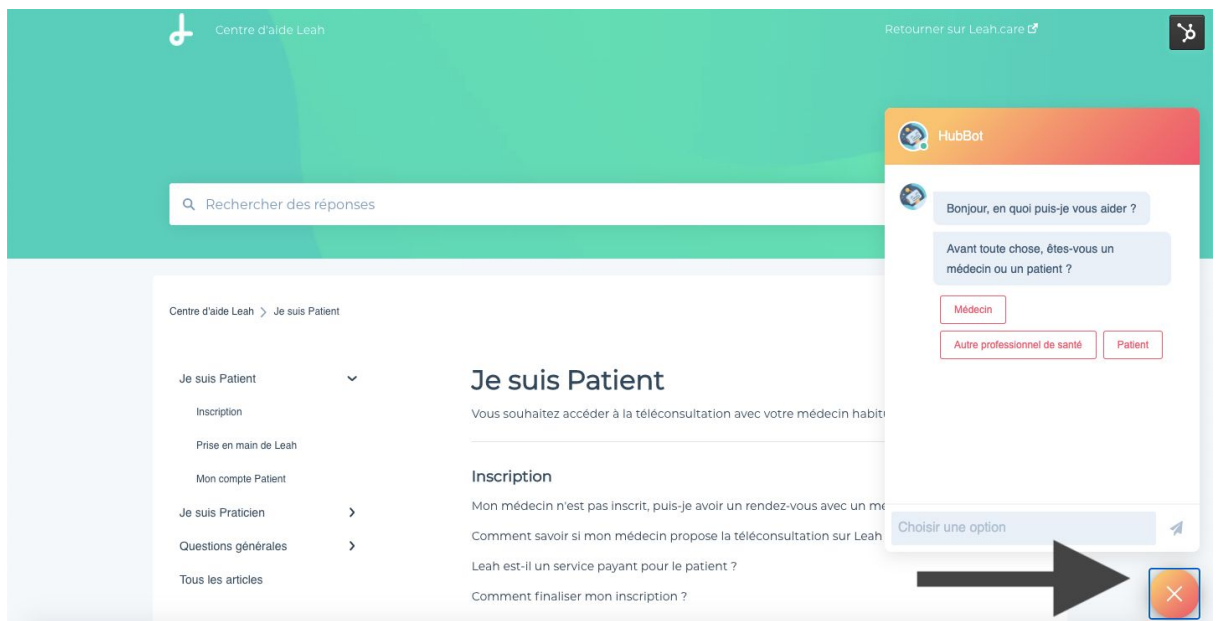 Centre d'aide Leah
Retourner sur Leah.care
HubBot
Rechercher des réponses
Bonjour, en quoi puis-je vous aider ?
Avant toute chose, êtes-vous un
médecin ou un patient ?
Médecin
Autre professionnel de santé
Patient
Choisir une option
Centre d'aide Leah > Je suis Patient
Je suis Patient
Inscription
Prise en main de Leah
Mon compte Patient
Je suis Praticien
Questions générales
Tous les articles
Je suis Patient
Vous souhaitez accéder à la téléconsultation avec votre médecin
Inscription
Mon médecin n'est pas inscrit, puis-je avoir un rendez-vous avec un
Comment savoir si mon médecin propose la téléconsultation sur Leah
Leah est-il un service payant pour le patient ?
Comment finaliser mon inscription ?